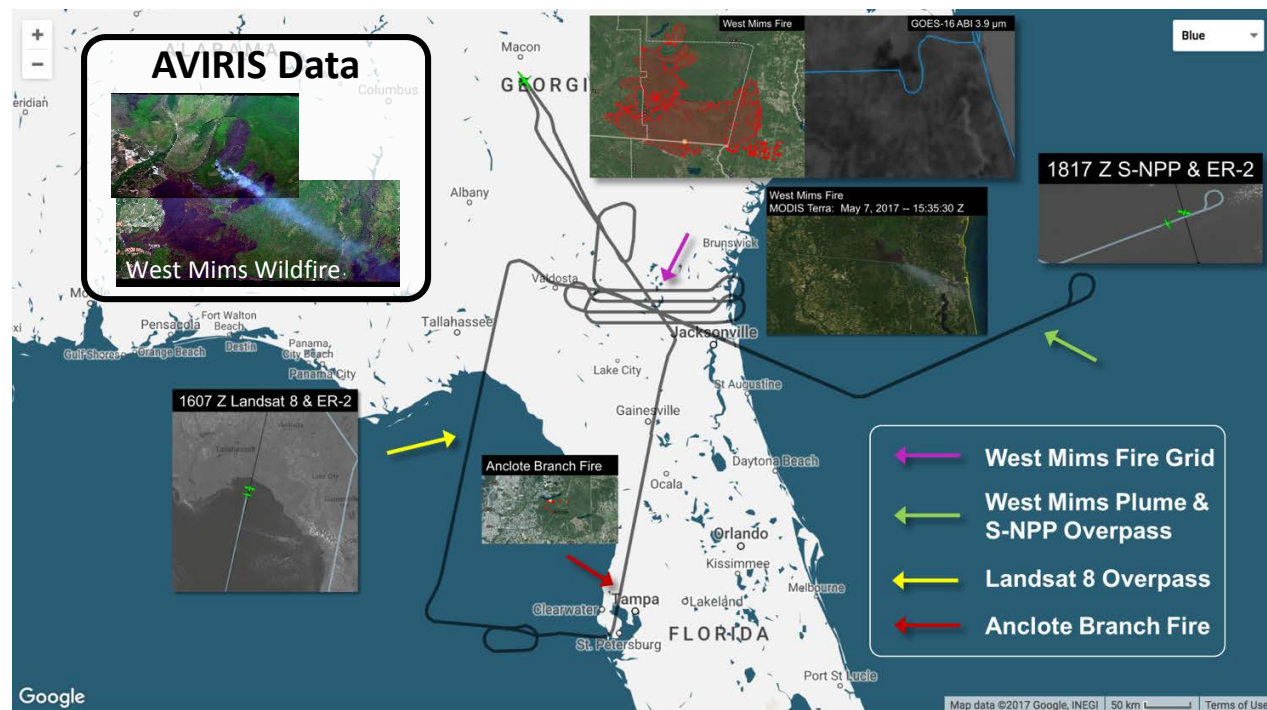 +
−
ALABAMA
AVIRIS Data
West Mims Wildfire
Columbus
eridian
Macon
GEORGI
Albany
Valdosta
Brunswick
West Mims Fire
GOES-16 ABI 3.9 µm
Blue
West Mims Fire
MODIS Terra: May 7, 2017 -- 15:35:30 Z
1817 Z S-NPP & ER-2
Pensacola
Fort Walton
Beach
Gulf Shores
Orange Beach
Destin
Panama
City Beach
Panama City
Tallahassee
Jacksonville
Lake City
St Augustine
Gainesville
1607 Z Landsat 8 & ER-2
Tallahassee
Lake City
Anclote Branch Fire
Ocala
Daytona Beach
Orlando
Kissimmee
Melbourne
Clearwater
Tampa
Lakeland
St. Petersburg
FLORIDA
Port St Lucie
West Mims Fire Grid
West Mims Plume &
S-NPP Overpass
Landsat 8 Overpass
Anclote Branch Fire
Google
Map data ©2017 Google, INEGI
50 km
Terms of Use